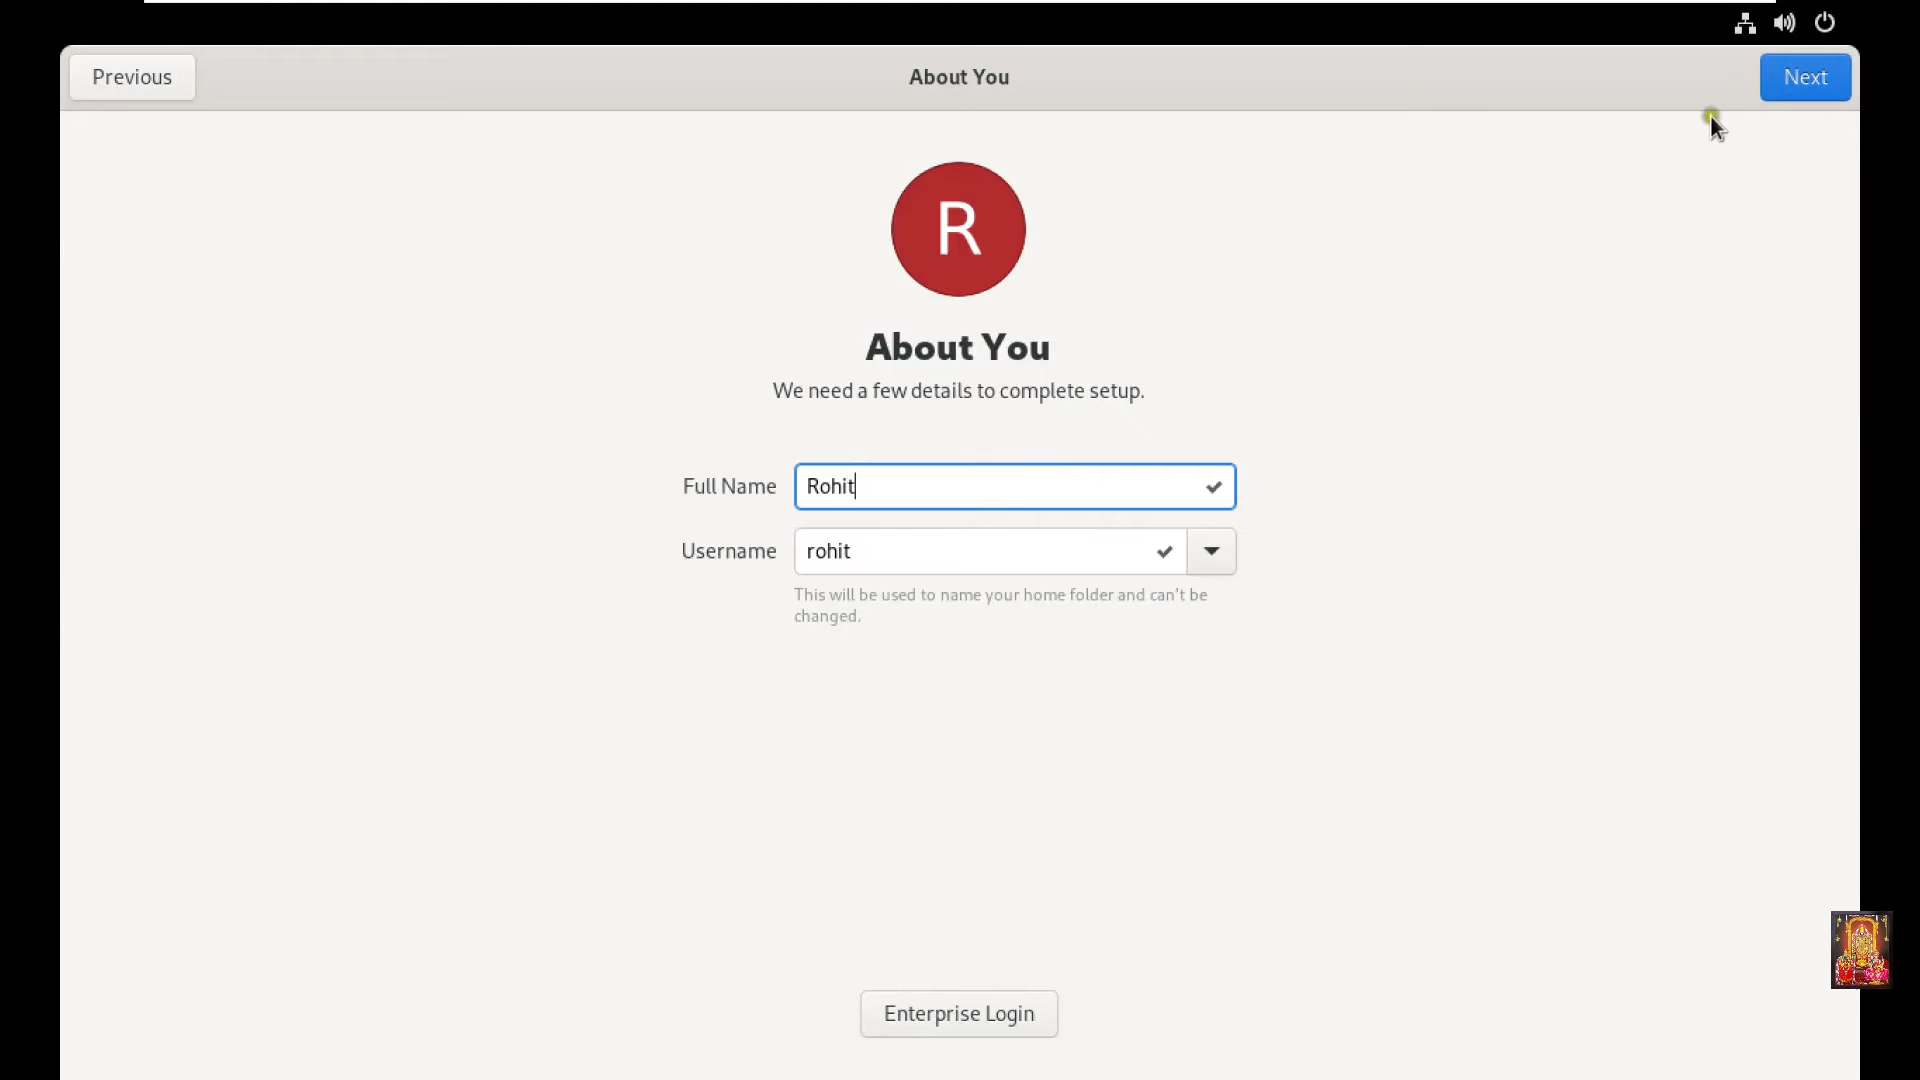 Previous
About You
Next
R
About You
We need a few details to complete setup.
Full Name Rohit
Username rohit
This will be used to name your home folder and can't be
changed.
Enterprise Login